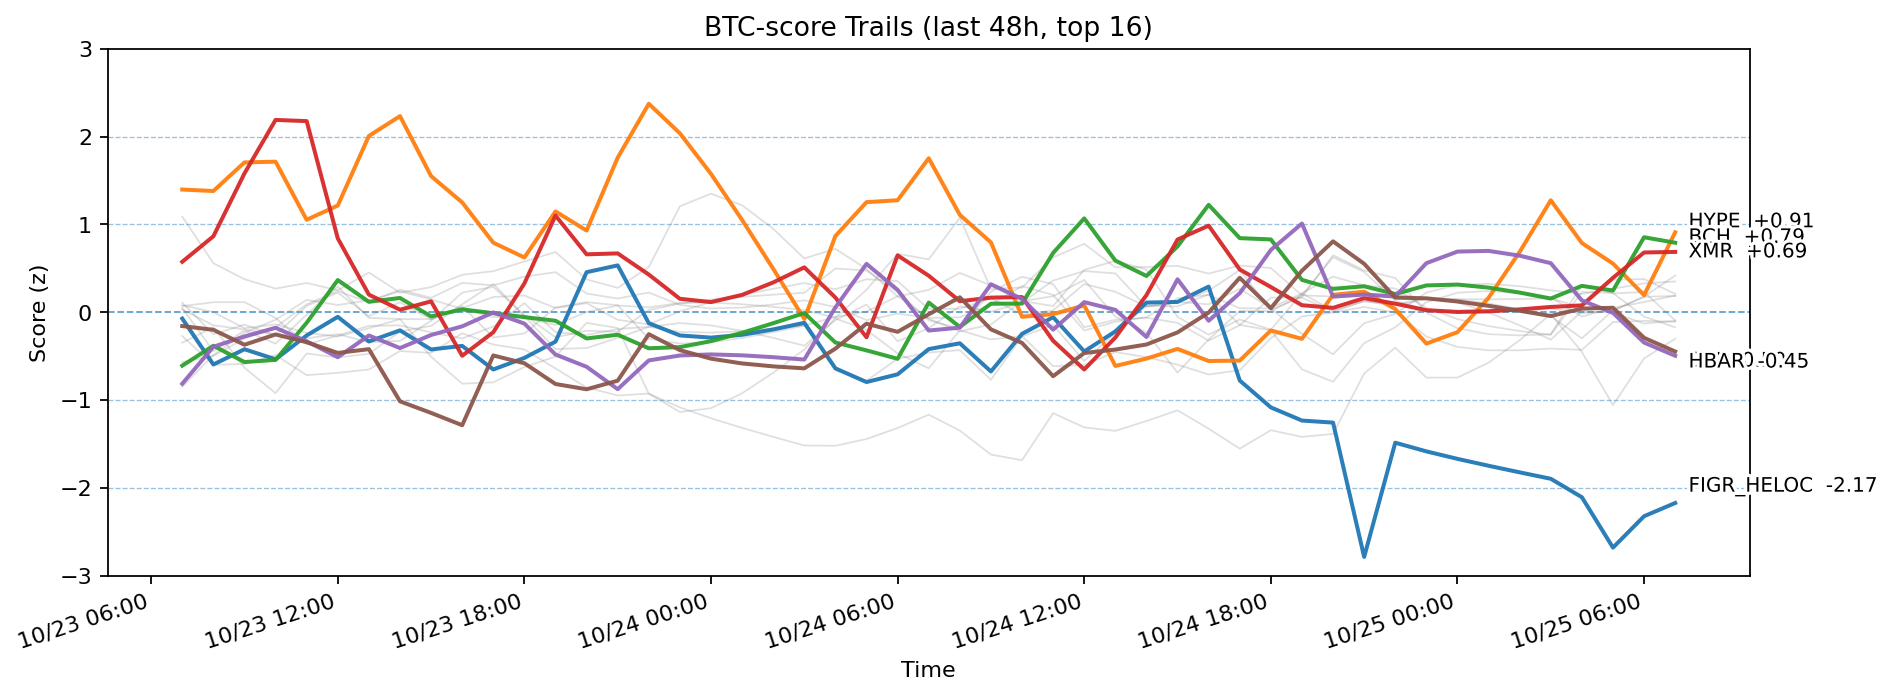 BTC-score Trails (last 48h, top 16)
Score (z)
3
2
1
0
−1
−2
−3
HYPE +0.91
BCH +0.79
XMR +0.69
HBAR -0.45
FIGR_HELOC -2.17
10/23 06:00
10/23 12:00
10/23 18:00
10/24 00:00
10/24 06:00
10/24 12:00
10/24 18:00
10/25 00:00
10/25 06:00
Time